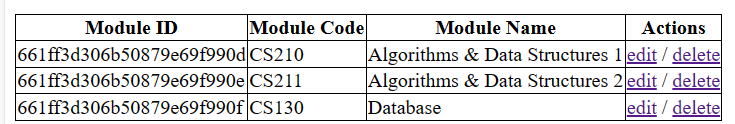 Module ID Module Code Module Name Actions
661ff3d306b50879e69f990d CS210 Algorithms & Data Structures 1 edit / delete
661ff3d306b50879e69f990e CS211 Algorithms & Data Structures 2 edit / delete
661ff3d306b50879e69f990f CS130 Database edit / delete